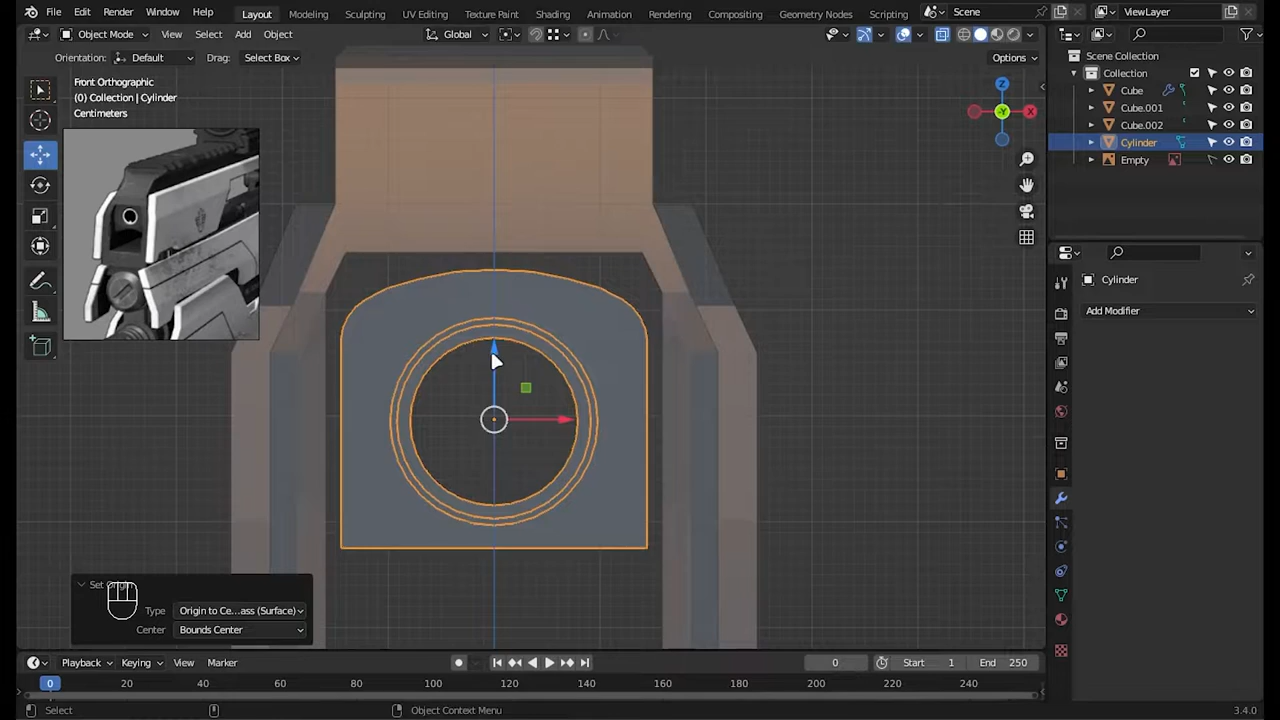 File Edit Render Window Help Layout Modeling Sculpting UV Editing Texture Paint Shading Animation Rendering Compositing Geometry Nodes Scripting Scene ViewLayer
Object Mode View Select Add Object Global
Orientation: Default Drag: Select Box Options
Front Orthographic
(0) Collection | Cylinder
Centimeters
Z
X
-Y
Scene Collection
Collection
Cube
Cube.001
Cube.002
Cylinder
Empty
Cylinder
Add Modifier
Set Origin
Type Origin to Ce...ass (Surface)
Center Bounds Center
Playback Keying View Marker 0 Start 1 End 250
0 20 40 60 80 100 120 140 160 180 200 220 240
Select Object Context Menu 3.4.0